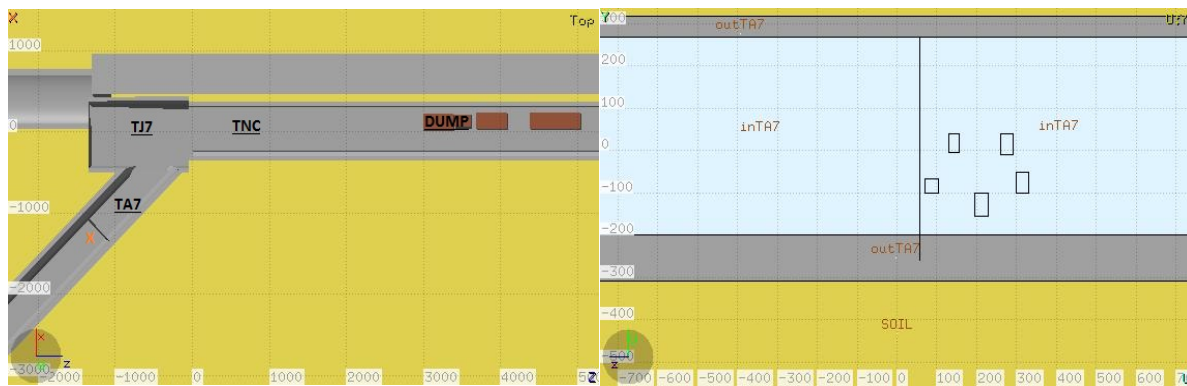 X
Top
1000
0
-1000
-2000
-3000
TJ7
TNC
DUMP
TA7
X
x
z
-2000
-1000
0
1000
2000
3000
4000
Z
Y
U:Y
outTA7
200
100
0
-100
-200
-300
-400
-500
inTA7
inTA7
outTA7
SOIL
z
-700
-600
-500
-400
-300
-200
-100
0
100
200
300
400
500
600